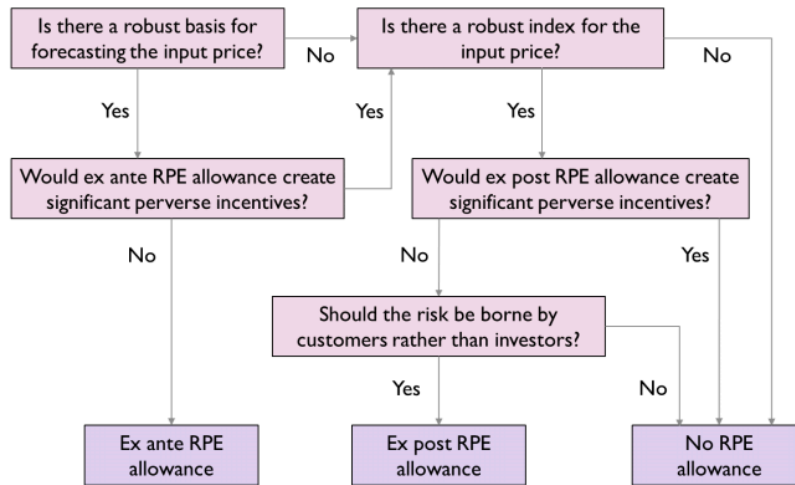 Is there a robust basis for
forecasting the input price?
No
Is there a robust index for the
input price?
No
Yes
Yes
Yes
Would ex ante RPE allowance create
significant perverse incentives?
Would ex post RPE allowance create
significant perverse incentives?
No
No
Yes
Should the risk be borne by
customers rather than investors?
Yes
No
Ex ante RPE
allowance
Ex post RPE
allowance
No RPE
allowance